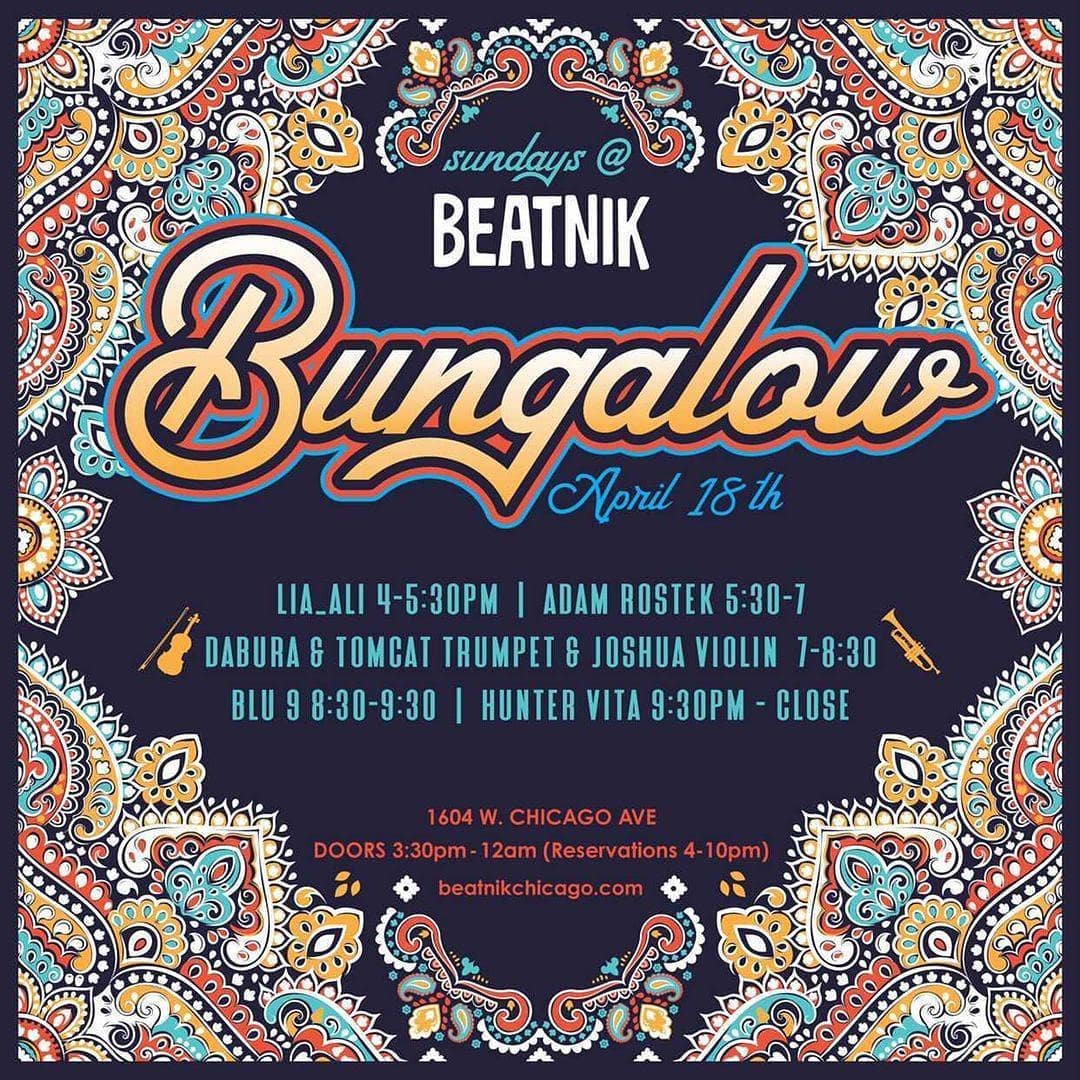 sundays @
BEATNIK
Bungalow
April 18th
LIA_ALI 4-5:30PM | ADAM ROSTEK 5:30-7
DABURA & TOMCAT TRUMPET & JOSHUA VIOLIN 7-8:30
BLU 9 8:30-9:30 | HUNTER VITA 9:30PM - CLOSE
1604 W. CHICAGO AVE
DOORS 3:30pm - 12am (Reservations 4-10pm)
beatnikchicago.com